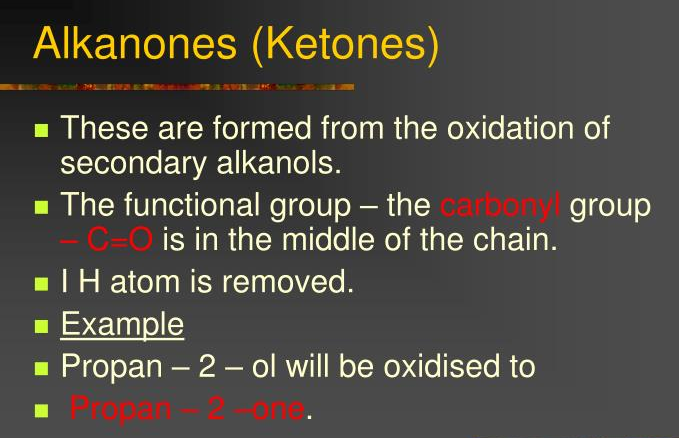 Alkanones (Ketones)
These are formed from the oxidation of
secondary alkanols.
The functional group – the carbonyl group
– C=O is in the middle of the chain.
I H atom is removed.
Example
Propan – 2 – ol will be oxidised to
Propan – 2 –one.